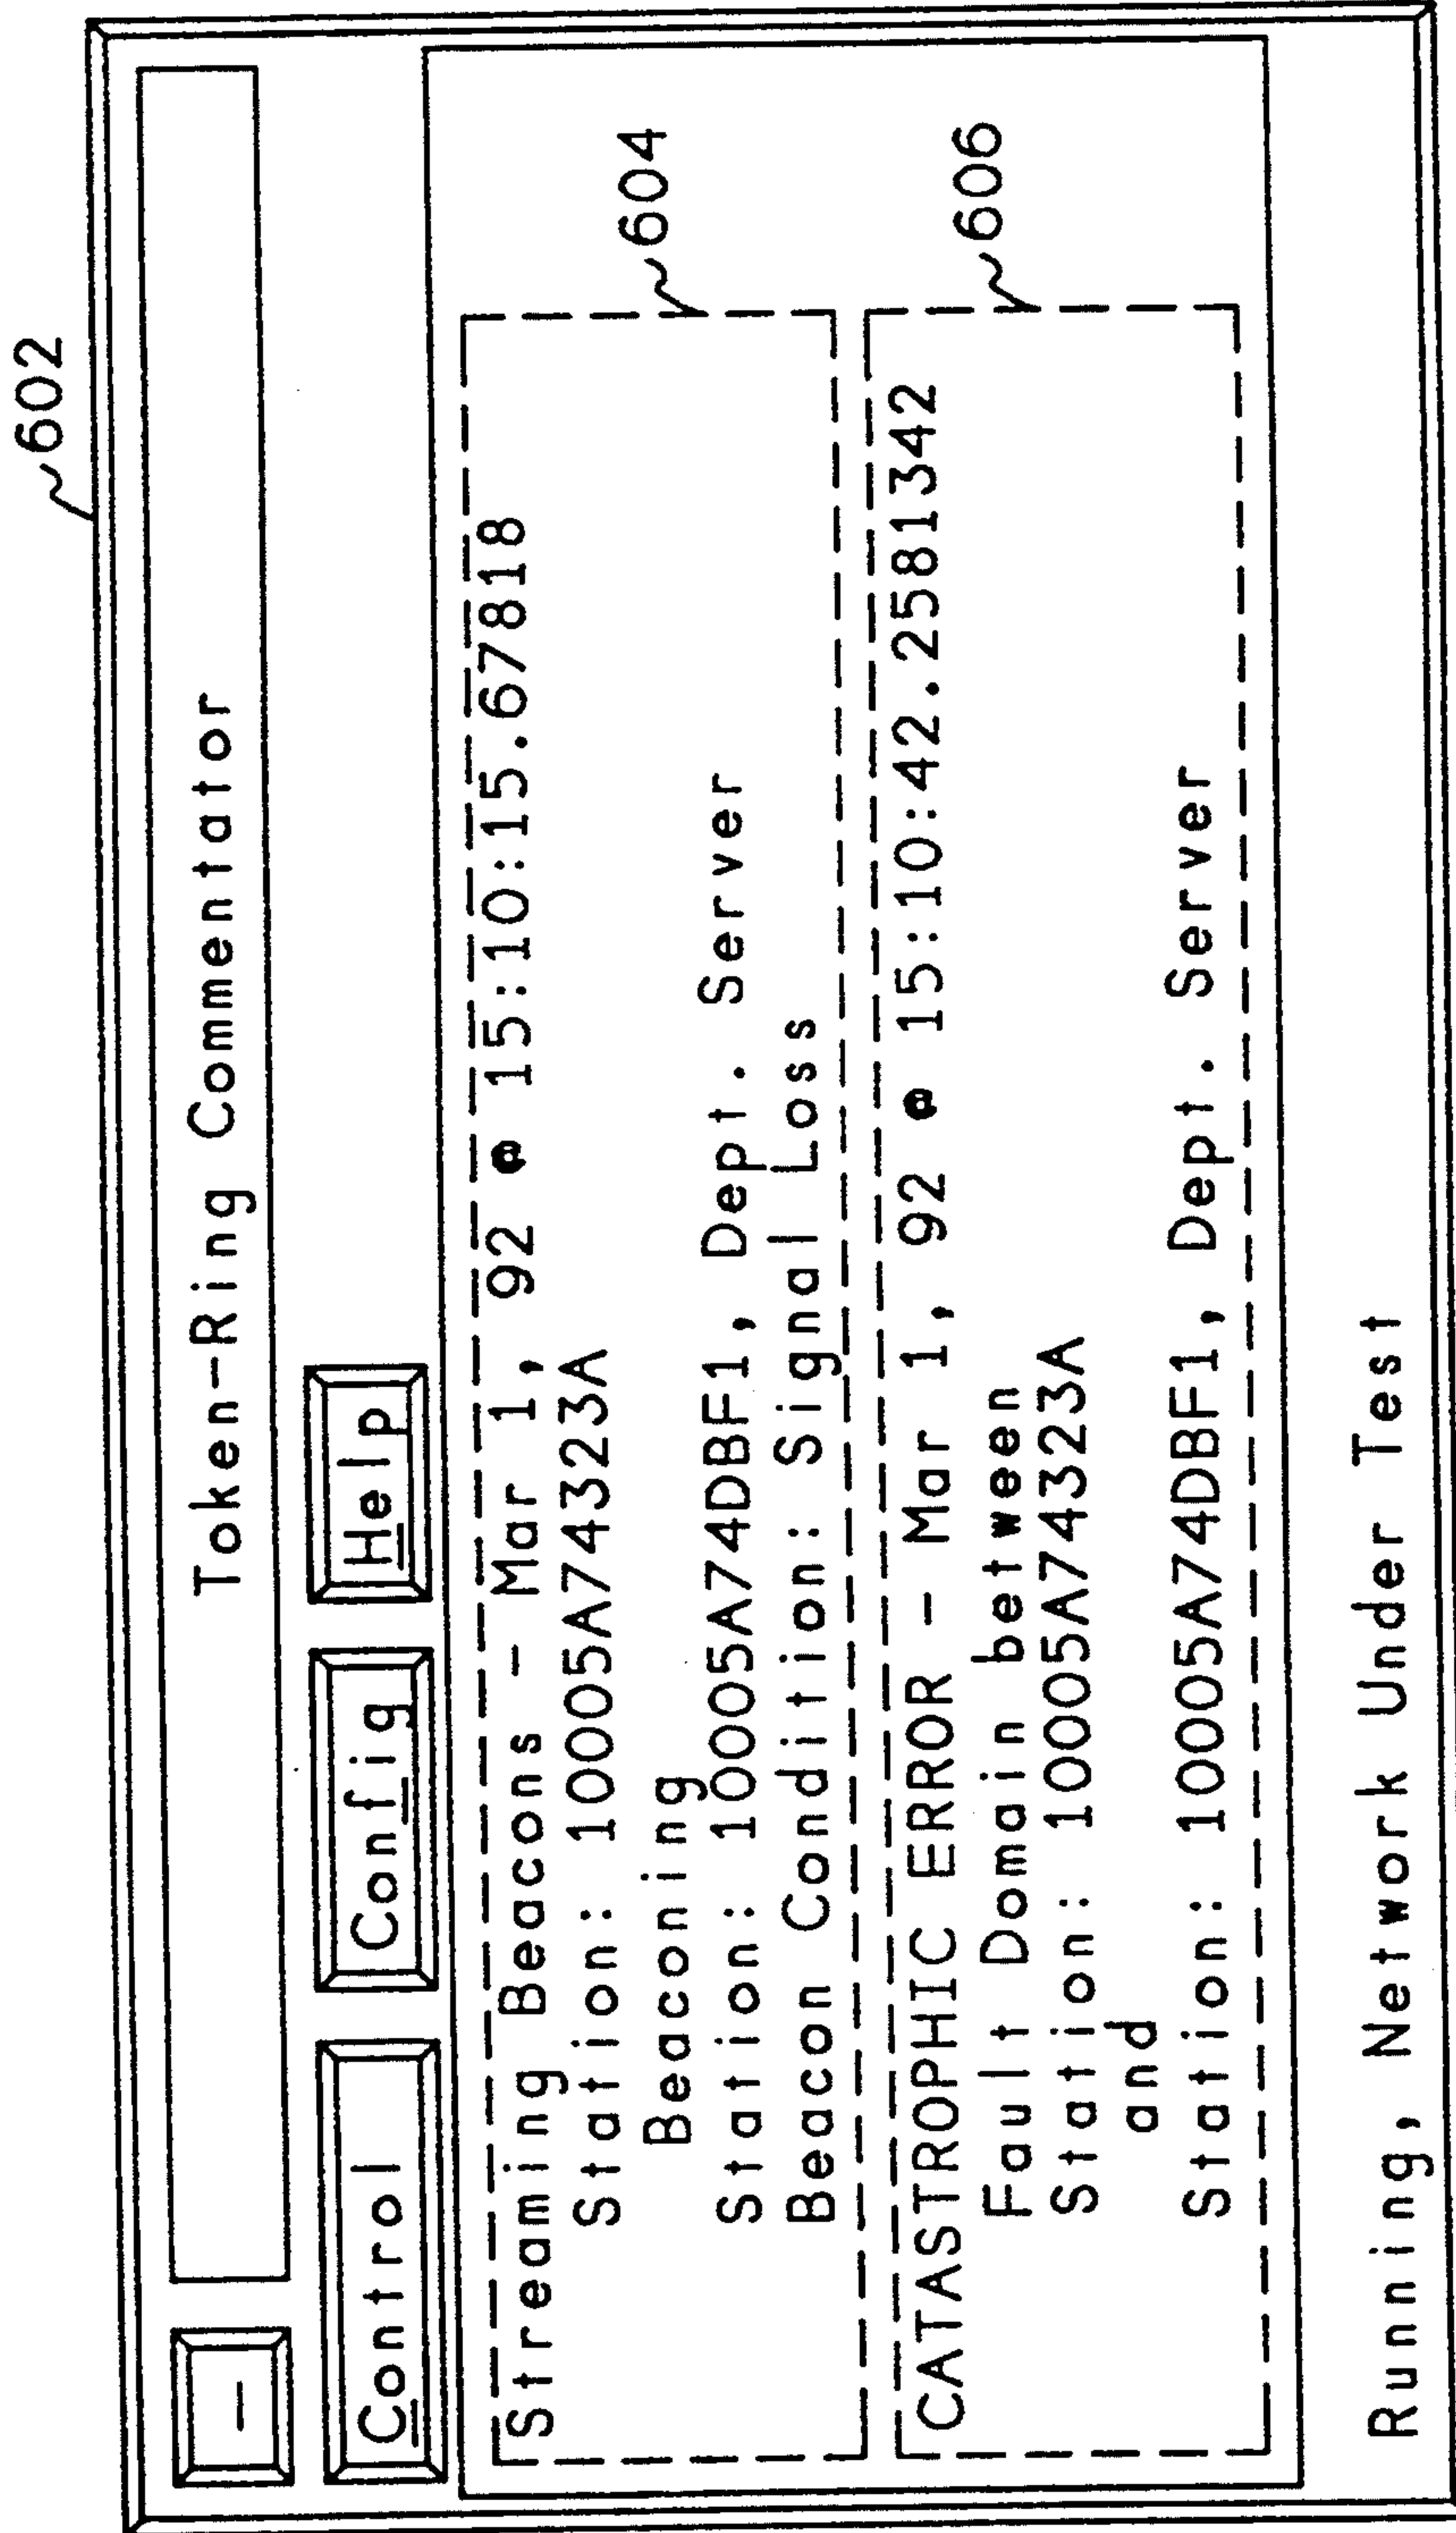 602
-
Token-Ring Commentator
Control Config Help
Streaming Beacons - Mar 1, 92 @ 15:10:15.67818
Station: 10005A74323A
Beaconing
Station: 10005A74DBF1, Dept. Server
Beacon Condition: Signal Loss
604
CATASTROPHIC ERROR - Mar 1, 92 @ 15:10:42.2581342
Fault Domain between
Station: 10005A74323A
and
Station: 10005A74DBF1, Dept. Server
606
Running, Network Under Test